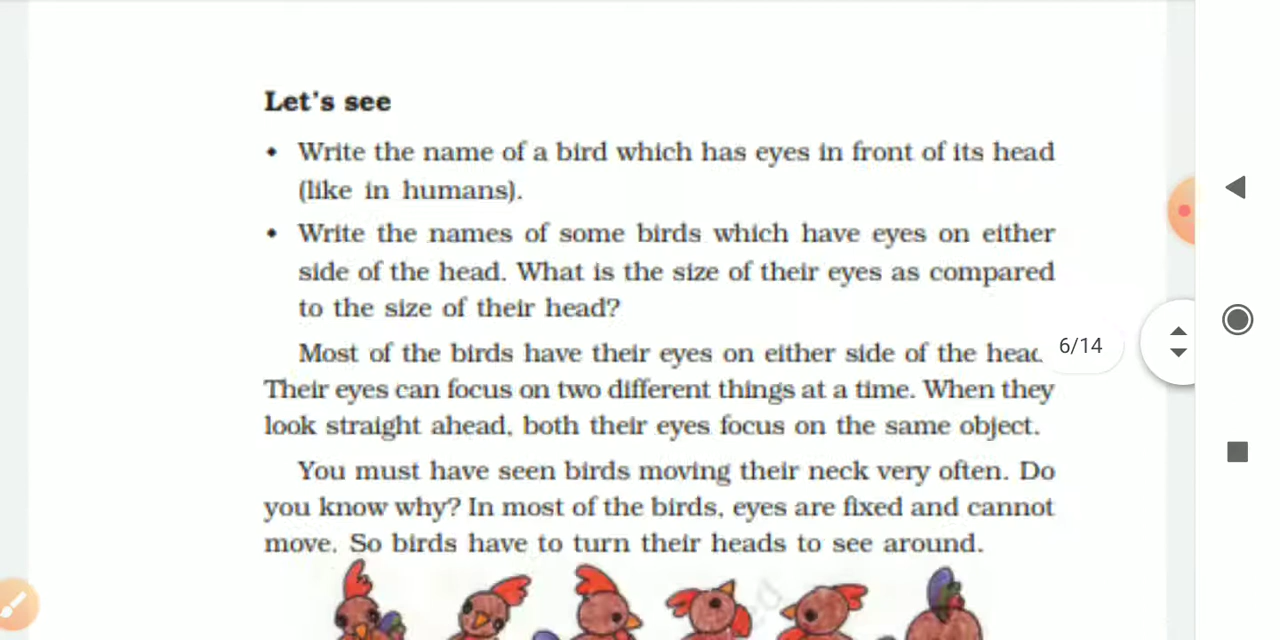 Let's see
• Write the name of a bird which has eyes in front of its head
(like in humans).
• Write the names of some birds which have eyes on either
side of the head. What is the size of their eyes as compared
to the size of their head?
Most of the birds have their eyes on either side of the
6/14
Their eyes can focus on two different things at a time. When they
look straight ahead, both their eyes focus on the same object.
You must have seen birds moving their neck very often. Do
you know why? In most of the birds, eyes are fixed and cannot
move. So birds have to turn their heads to see around.